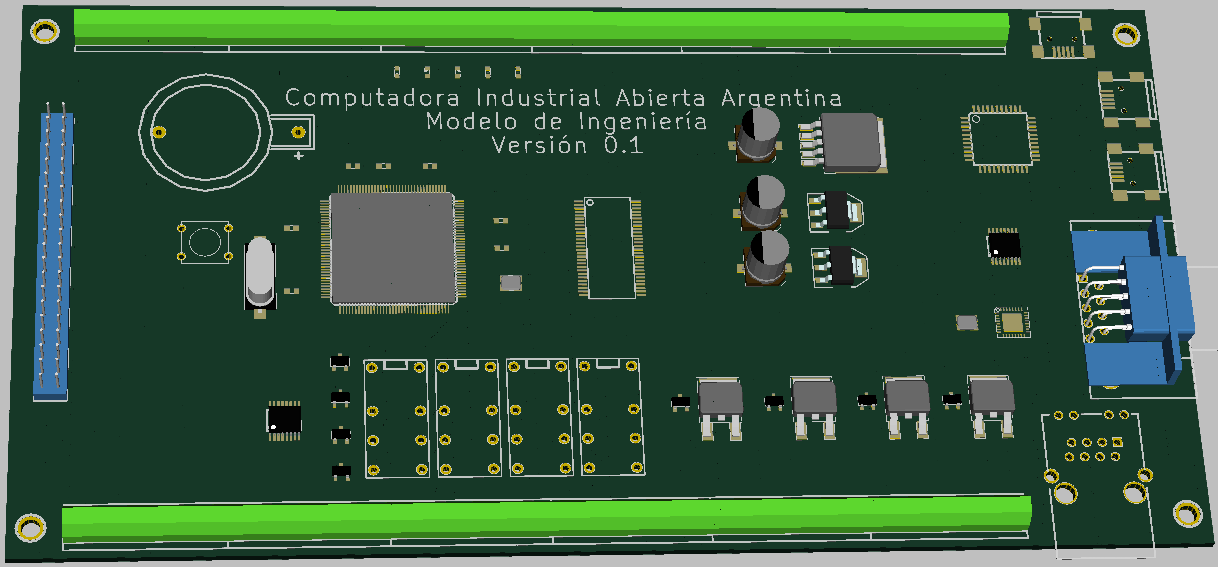 Computadora Industrial Abierta Argentina
Modelo de Ingeniería
Versión 0.1
+